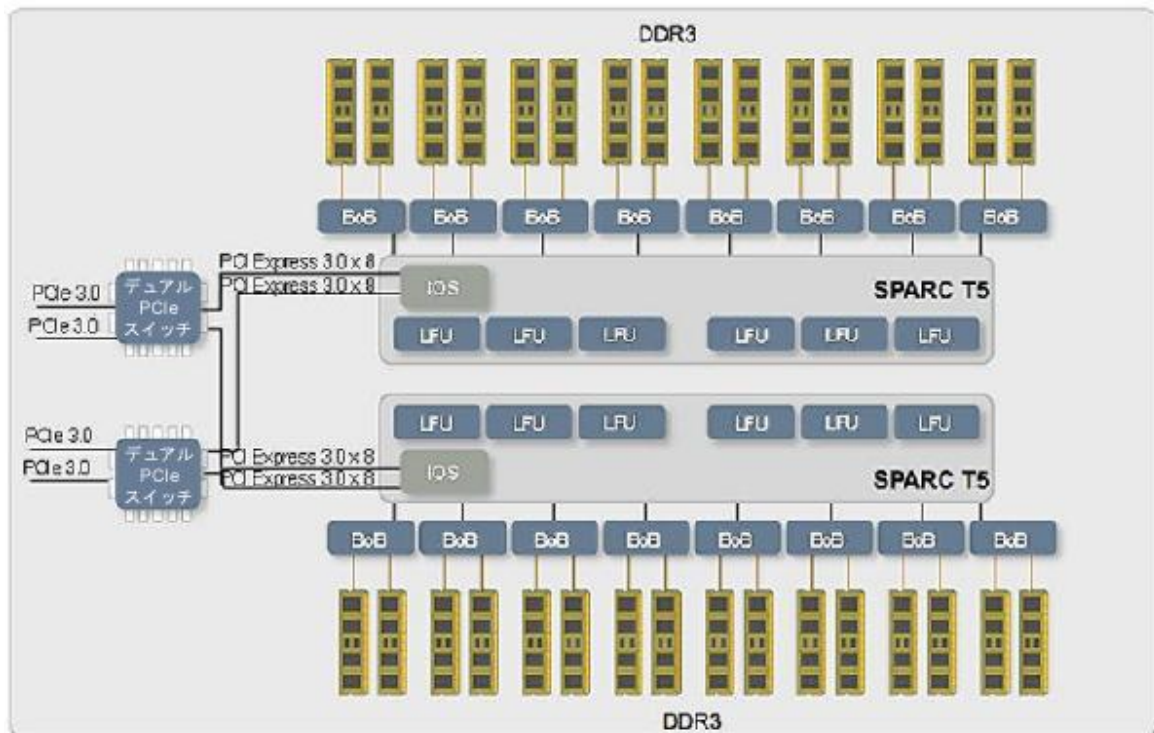 DDR3
BoB BoB BoB BoB BoB BoB BoB BoB
PCI Express 3.0 x 8
PCI Express 3.0 x 8
IOS
SPARC T5
LFU LFU LFU LFU LFU LFU
PCIe 3.0
PCIe 3.0
デュアル
PCIe
スイッチ
LFU LFU LFU LFU LFU LFU
PCIe 3.0
PCIe 3.0
デュアル
PCIe
スイッチ
PCI Express 3.0 x 8
PCI Express 3.0 x 8
IOS
SPARC T5
BoB BoB BoB BoB BoB BoB BoB BoB
DDR3